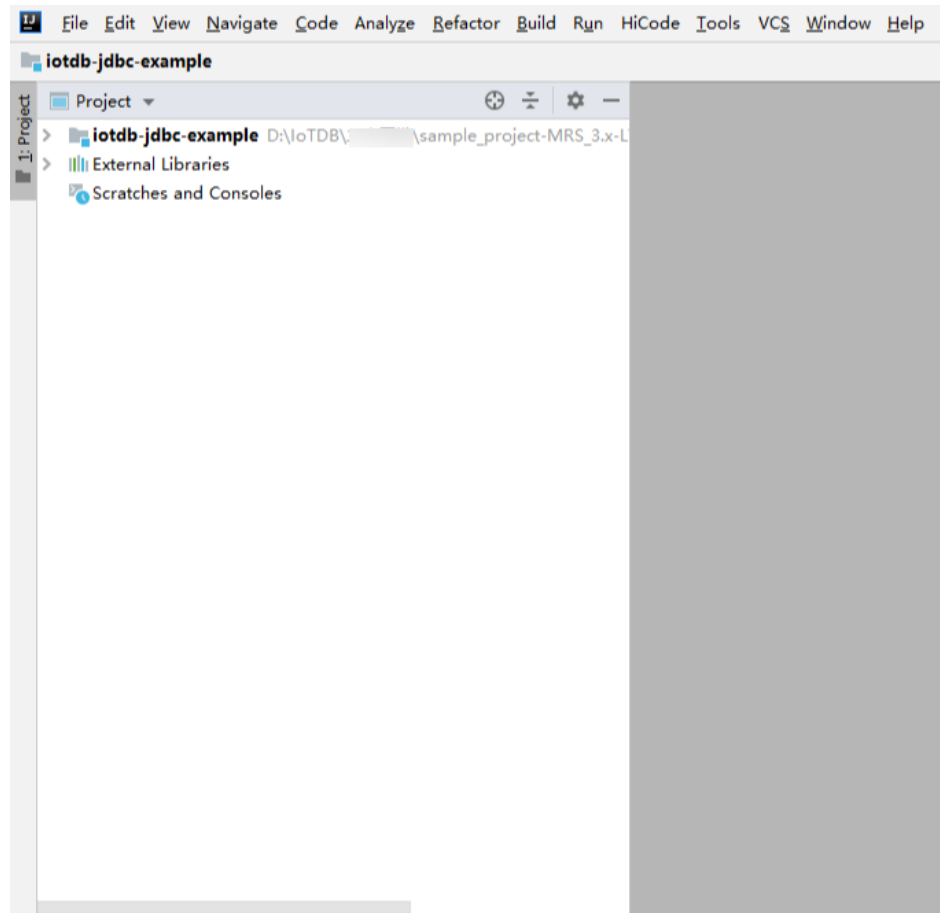 File Edit View Navigate Code Analyze Refactor Build Run HiCode Tools VCS Window Help
iotdb-jdbc-example
1: Project
Project
iotdb-jdbc-example D:\IoTDB\ \sample_project-MRS_3.x-L
External Libraries
Scratches and Consoles